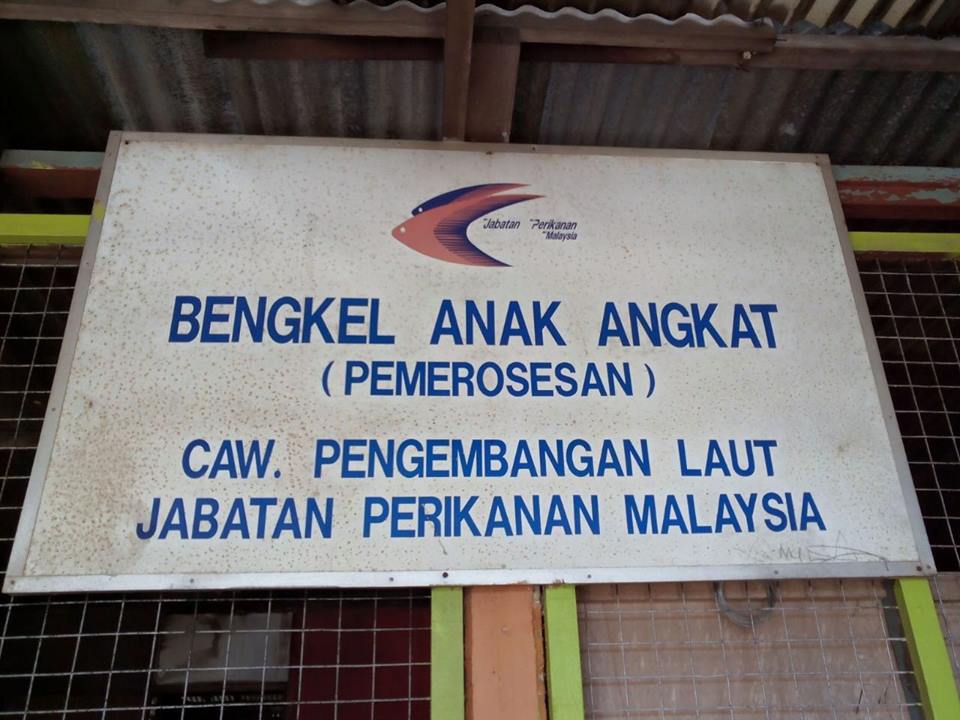 Jabatan Perikanan
Malaysia
BENGKEL ANAK ANGKAT
(PEMEROSESAN)
CAW. PENGEMBANGAN LAUT
JABATAN PERIKANAN MALAYSIA